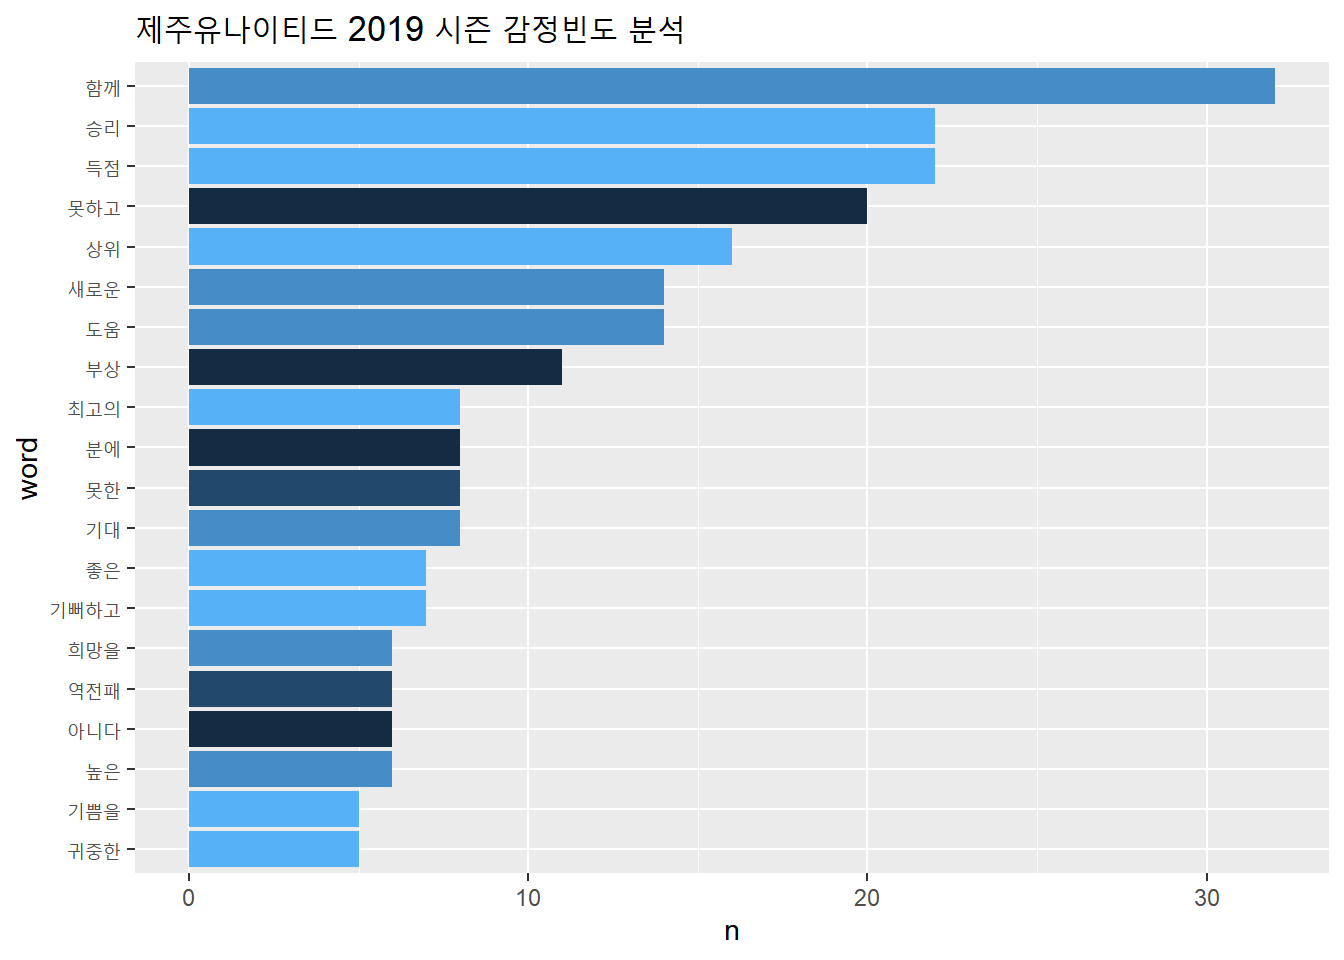 제주유나이티드 2019 시즌 감정빈도 분석
함께
승리
득점
못하고
상위
새로운
도움
부상
최고의
분에
못한
기대
좋은
기뻐하고
희망을
역전패
아니다
높은
기쁨을
귀중한
word
0 10 20 30
n